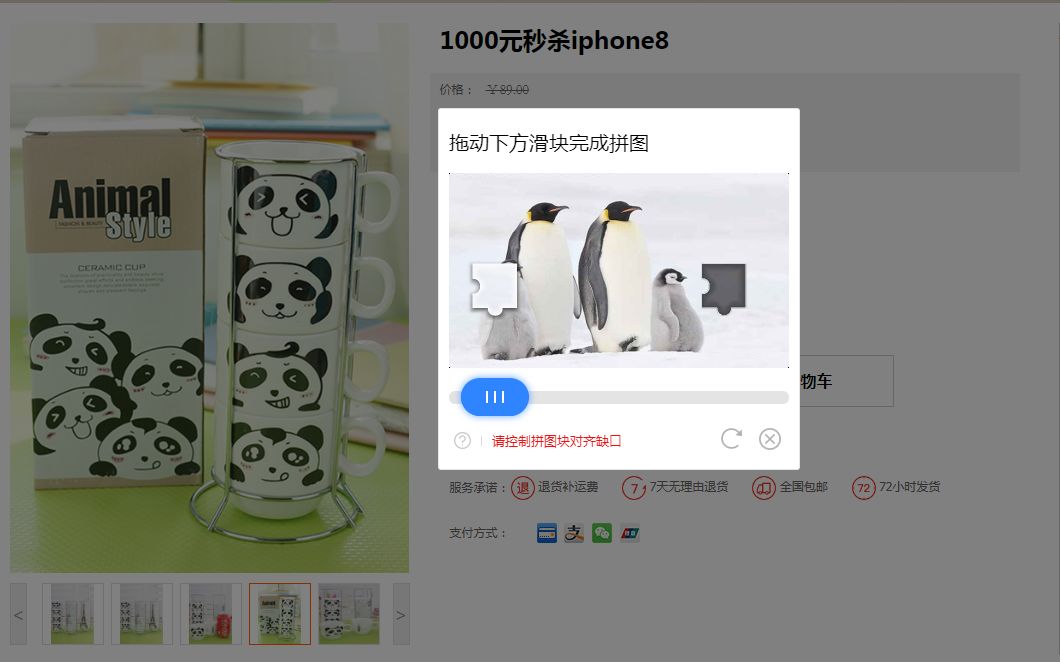 1000元秒杀iphone8
价格： ￥89.00
拖动下方滑块完成拼图
Animal
Style
FASHION & BEAUTY
CERAMIC CUP
物车
请控制拼图块对齐缺口
服务承诺： 退 退货补运费 7 7天无理由退货 全国包邮 72 72小时发货
支付方式： 支
< >